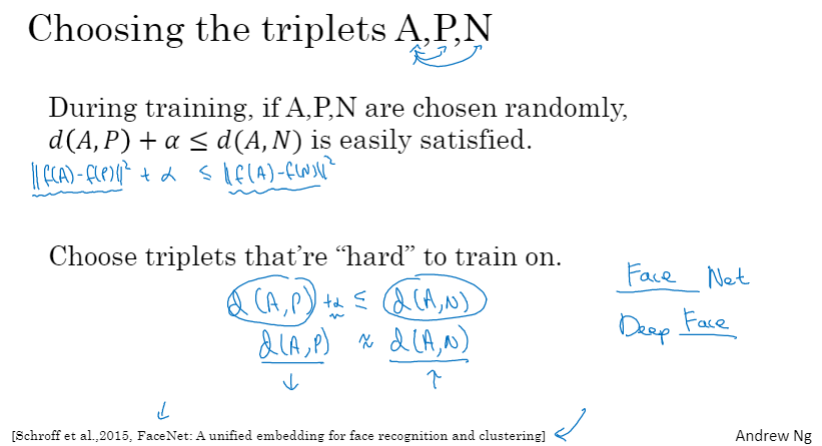 Choosing the triplets A,P,N
During training, if A,P,N are chosen randomly,
d(A, P) + α ≤ d(A, N) is easily satisfied.
||f(A)-f(P)||² + α ≤ ||f(A)-f(N)||²
Choose triplets that're “hard” to train on.
d(A,P) +α ≤ d(A,N)
d(A,P) ≈ d(A,N)
↓ ↑
Face Net
Deep Face
[Schroff et al.,2015, FaceNet: A unified embedding for face recognition and clustering]
Andrew Ng